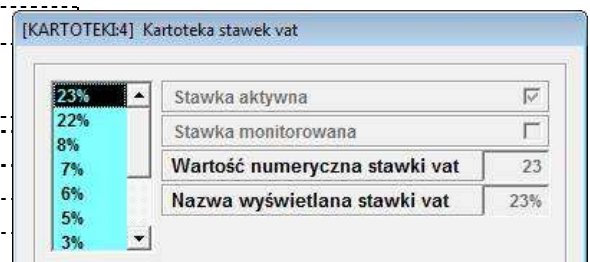 [KARTOTEKI:4] Kartoteka stawek vat
23%
22%
8%
7%
6%
5%
3%
Stawka aktywna
Stawka monitorowana
Wartość numeryczna stawki vat 23
Nazwa wyświetlana stawki vat 23%